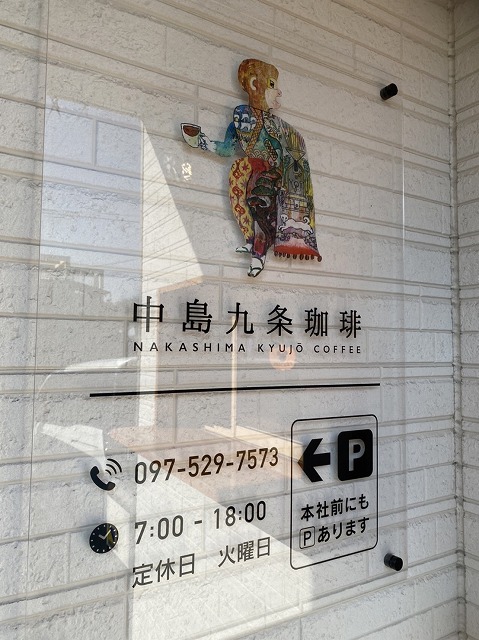 中島九条珈琲
NAKASHIMA KYUJŌ COFFEE
097-529-7573
7:00 - 18:00
定休日 火曜日
P
本社前にも
Pあります